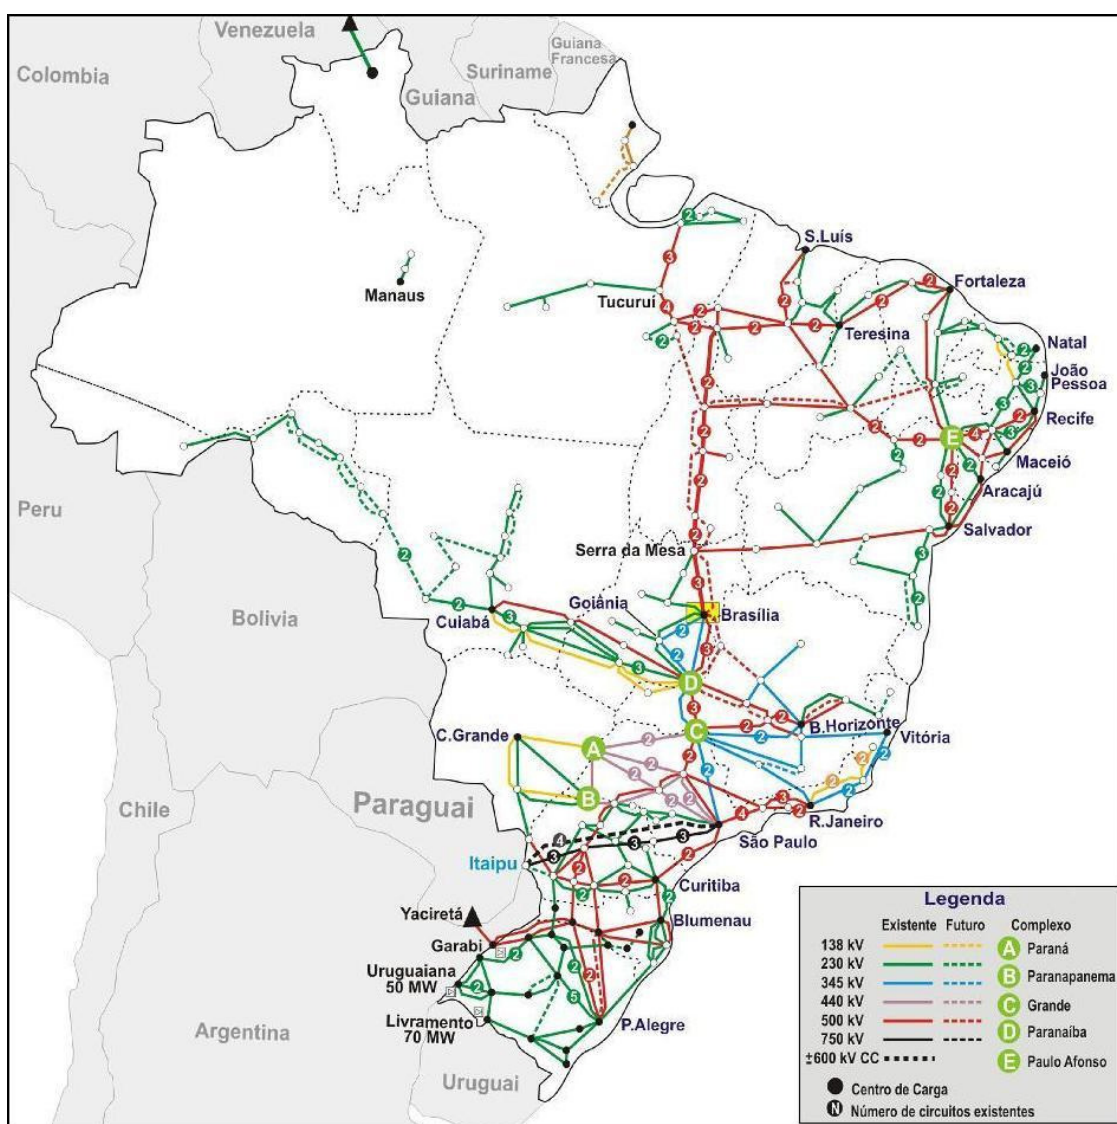 Venezuela
Guiana
Francesa
Colombia
Suriname
Guiana
S.Luís
Manaus
Tucuruí
Fortaleza
Teresina
Natal
João
Pessoa
Recife
E
Maceió
Aracajú
Peru
Salvador
Serra da Mesa
Bolivia
Goiânia
Brasília
Cuiabá
D
C.Grande
A
C
B.Horizonte
Vitória
Chile
Paraguai
B
R.Janeiro
São Paulo
Itaipu
Curitiba
Yaciretá
Blumenau
Garabi
Uruguaiana
50 MW
Livramento
70 MW
P.Alegre
Argentina
Uruguai
Legenda
Existente Futuro Complexo
138 kV A Paraná
230 kV B Paranapanema
345 kV
440 kV C Grande
500 kV D Paranaíba
750 kV
±600 kV CC E Paulo Afonso
Centro de Carga
N Número de circuitos existentes